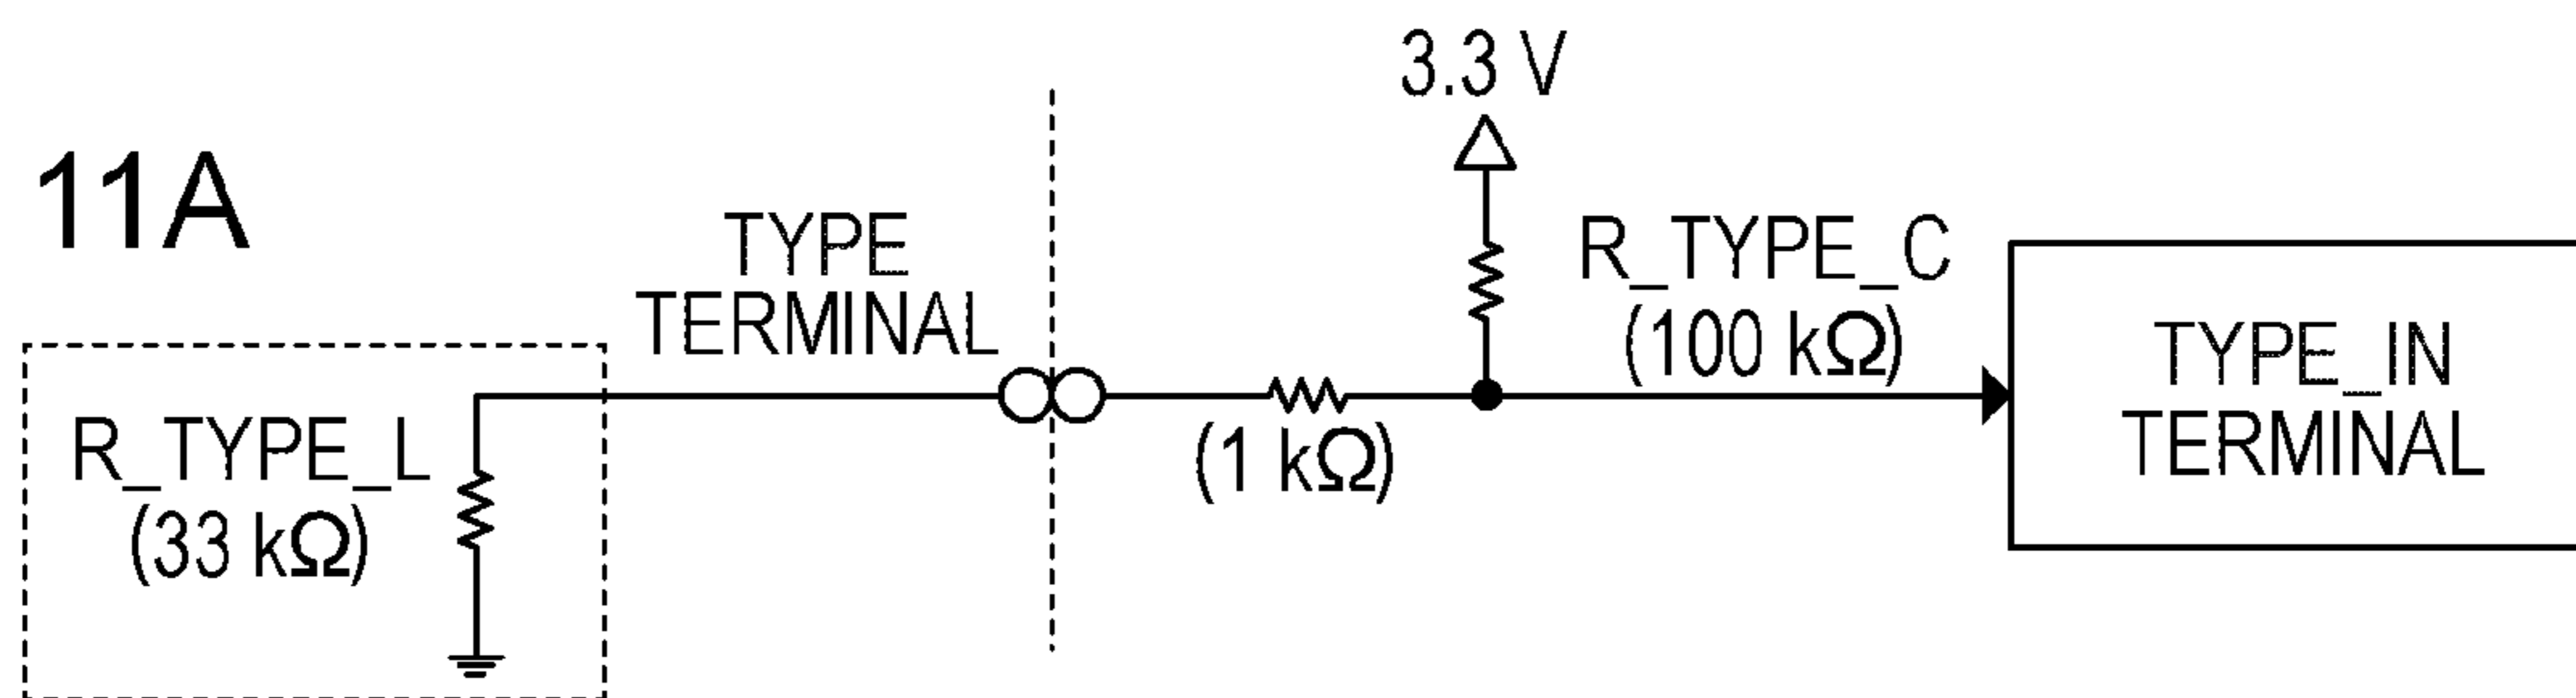 11A
3.3 V
TYPE
TERMINAL
R_TYPE_C
(100 kΩ)
R_TYPE_L
(33 kΩ)
(1 kΩ)
TYPE_IN
TERMINAL